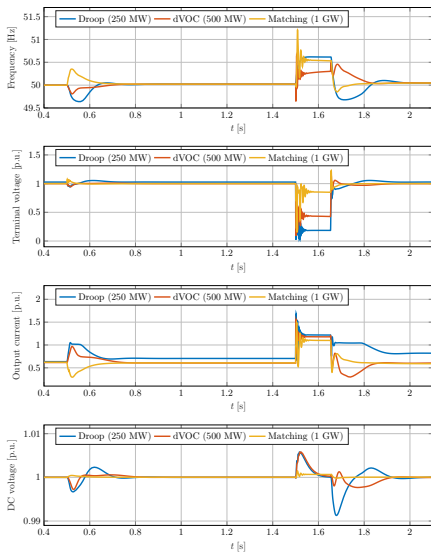 51.5
Droop (250 MW) dVOC (500 MW) Matching (1 GW)
51
50.5
50
49.5
Frequency [Hz]
0.4 0.6 0.8 1 1.2 1.4 1.6 1.8 2
t [s]
1.5
Droop (250 MW) dVOC (500 MW) Matching (1 GW)
1
0.5
0
Terminal voltage [p.u.]
0.4 0.6 0.8 1 1.2 1.4 1.6 1.8 2
t [s]
2
Droop (250 MW) dVOC (500 MW) Matching (1 GW)
1.5
1
0.5
Output current [p.u.]
0.4 0.6 0.8 1 1.2 1.4 1.6 1.8 2
t [s]
1.01
Droop (250 MW) dVOC (500 MW) Matching (1 GW)
1
0.99
DC voltage [p.u.]
0.4 0.6 0.8 1 1.2 1.4 1.6 1.8 2
t [s]